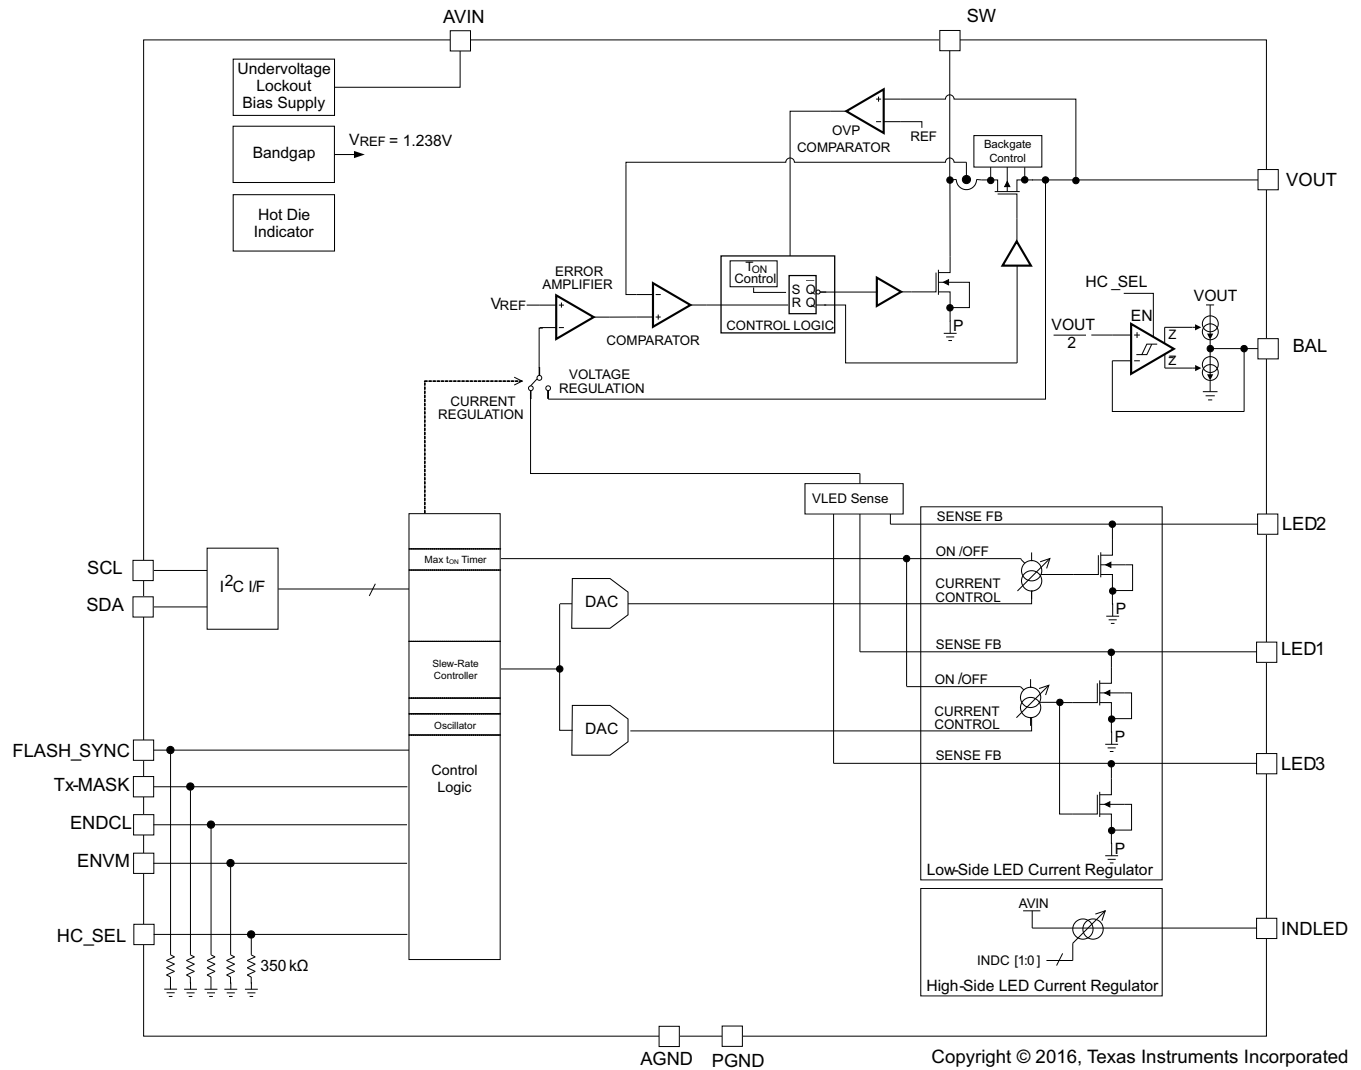 AVIN
SW
Undervoltage
Lockout
Bias Supply
Bandgap
VREF = 1.238V
Hot Die
Indicator
+
−
OVP
COMPARATOR
REF
Backgate
Control
VOUT
ERROR
AMPLIFIER
VREF
+
−
−
+
COMPARATOR
TON
Control
S Q
R Q
CONTROL LOGIC
P
HC_SEL
EN
VOUT
VOUT
2
+
−
Z
Z
BAL
VOLTAGE
REGULATION
CURRENT
REGULATION
VLED Sense
SENSE FB
LED2
ON /OFF
CURRENT
CONTROL
P
SENSE FB
LED1
ON /OFF
CURRENT
CONTROL
P
SENSE FB
LED3
P
Low-Side LED Current Regulator
SCL
SDA
I2C I/F
Max tON Timer
Slew-Rate
Controller
Oscillator
Control
Logic
DAC
DAC
FLASH_SYNC
Tx-MASK
ENDCL
ENVM
HC_SEL
350 kΩ
AVIN
INDC [1:0]
INDLED
High-Side LED Current Regulator
AGND
PGND
Copyright © 2016, Texas Instruments Incorporated